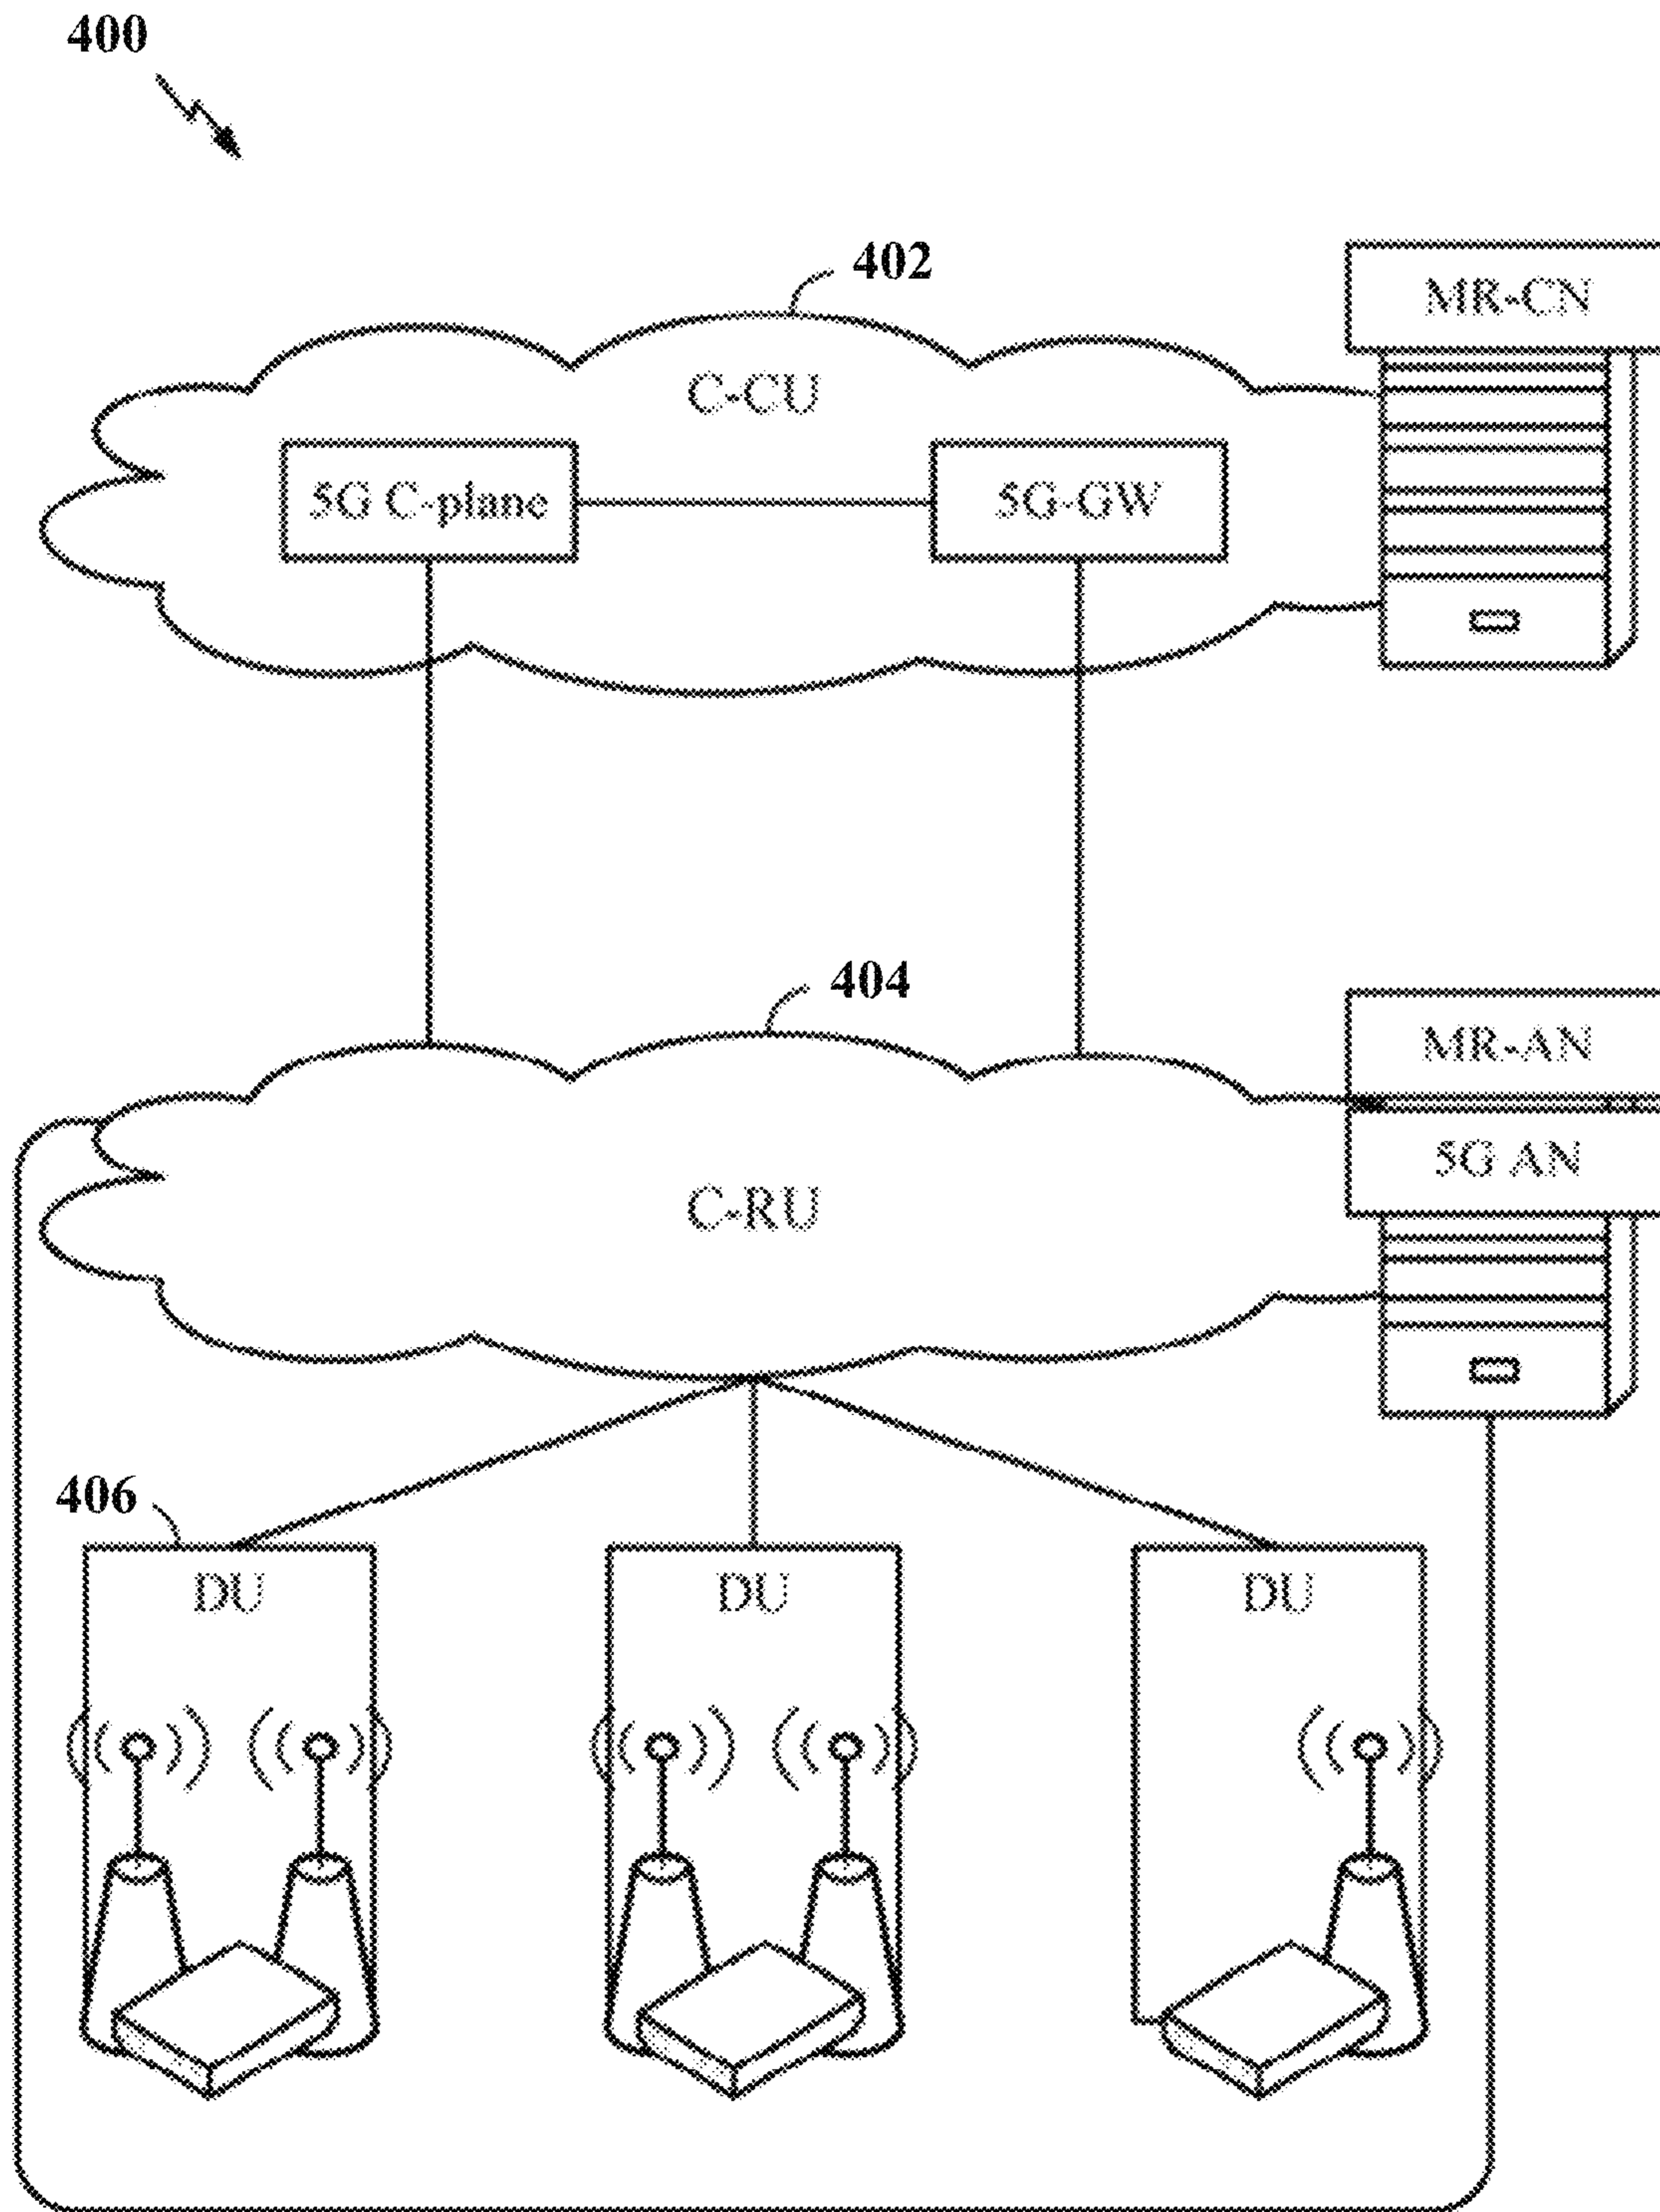 400
402
MR-CN
C-CU
5G C-plane
5G-GW
404
MR-AN
5G AN
C-RU
406
DU
DU
DU